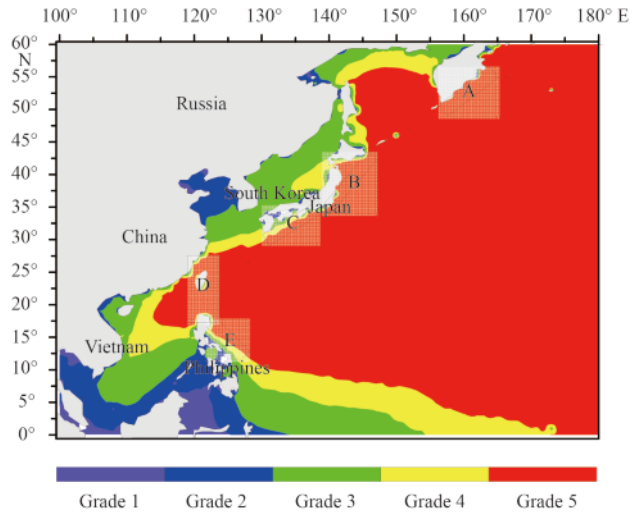 100° 110° 120° 130° 140° 150° 160° 170° 180° E
60°
N
55°
50°
45°
40°
35°
30°
25°
20°
15°
10°
5°
0°
Russia
A
B
South Korea
Japan
C
China
D
Vietnam
E
Philippines
Grade 1 Grade 2 Grade 3 Grade 4 Grade 5